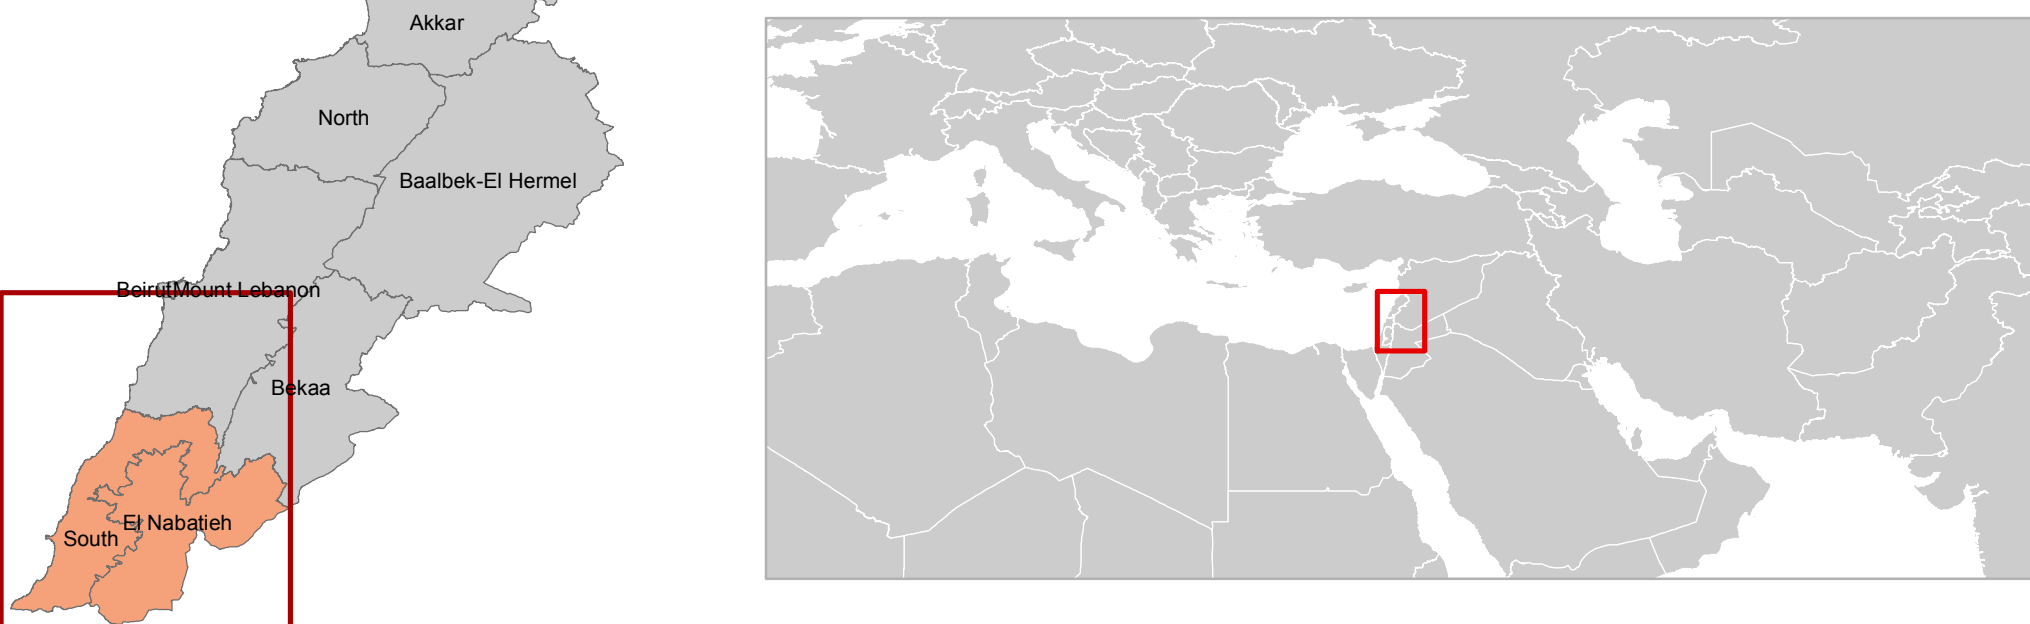 Akkar
North
Baalbek-El Hermel
BeirutMount Lebanon
Bekaa
El Nabatieh
South